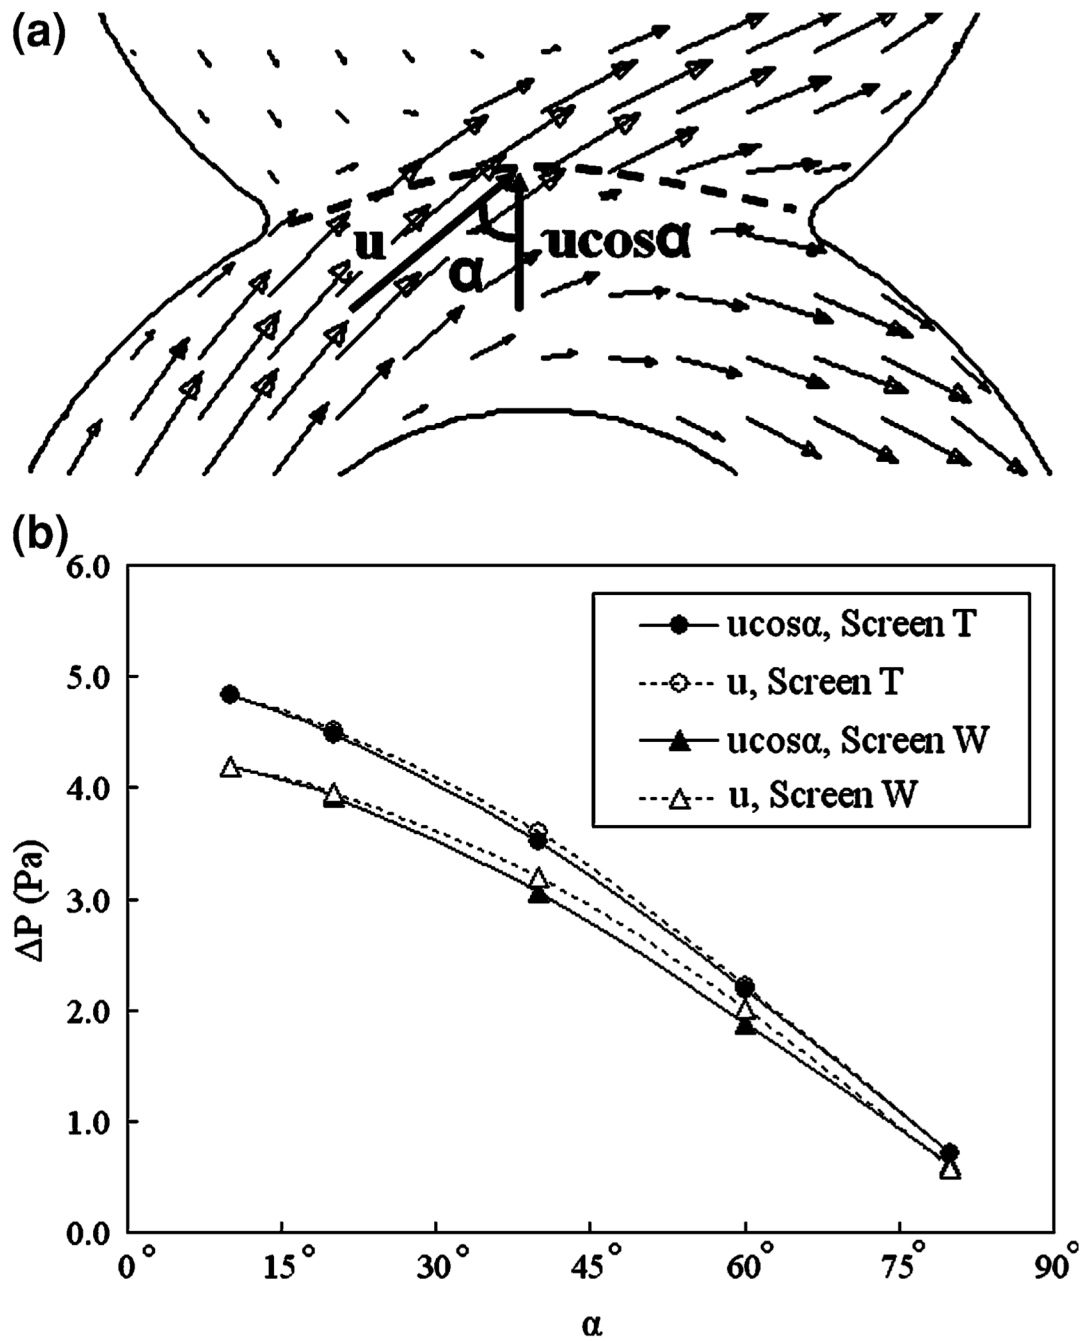 (a)
u
α
ucosα
(b)
6.0
5.0
4.0
3.0
2.0
1.0
0.0
ΔP (Pa)
ucosα, Screen T
u, Screen T
ucosα, Screen W
u, Screen W
0° 15° 30° 45° 60° 75° 90°
α